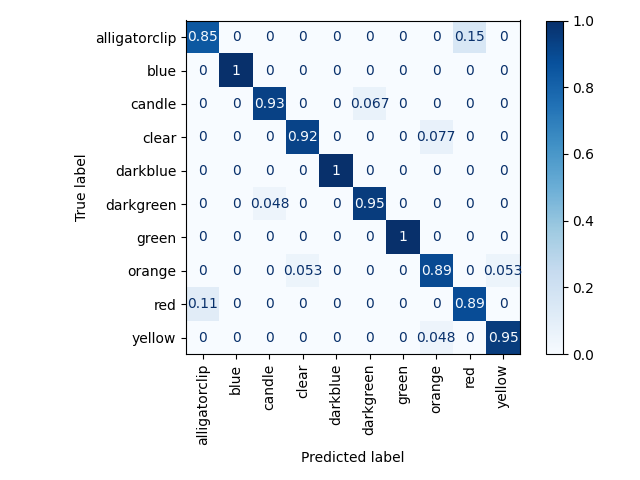 alligatorclip 0.85 0 0 0 0 0 0 0 0.15 0
blue 0 1 0 0 0 0 0 0 0 0
candle 0 0 0.93 0 0 0.067 0 0 0 0
clear 0 0 0 0.92 0 0 0 0.077 0 0
darkblue 0 0 0 0 1 0 0 0 0 0
darkgreen 0 0 0.048 0 0 0.95 0 0 0 0
green 0 0 0 0 0 0 1 0 0 0
orange 0 0 0 0.053 0 0 0 0.89 0 0.053
red 0.11 0 0 0 0 0 0 0 0.89 0
yellow 0 0 0 0 0 0 0 0.048 0 0.95
True label
alligatorclip
blue
candle
clear
darkblue
darkgreen
green
orange
red
yellow
Predicted label
1.0
0.8
0.6
0.4
0.2
0.0